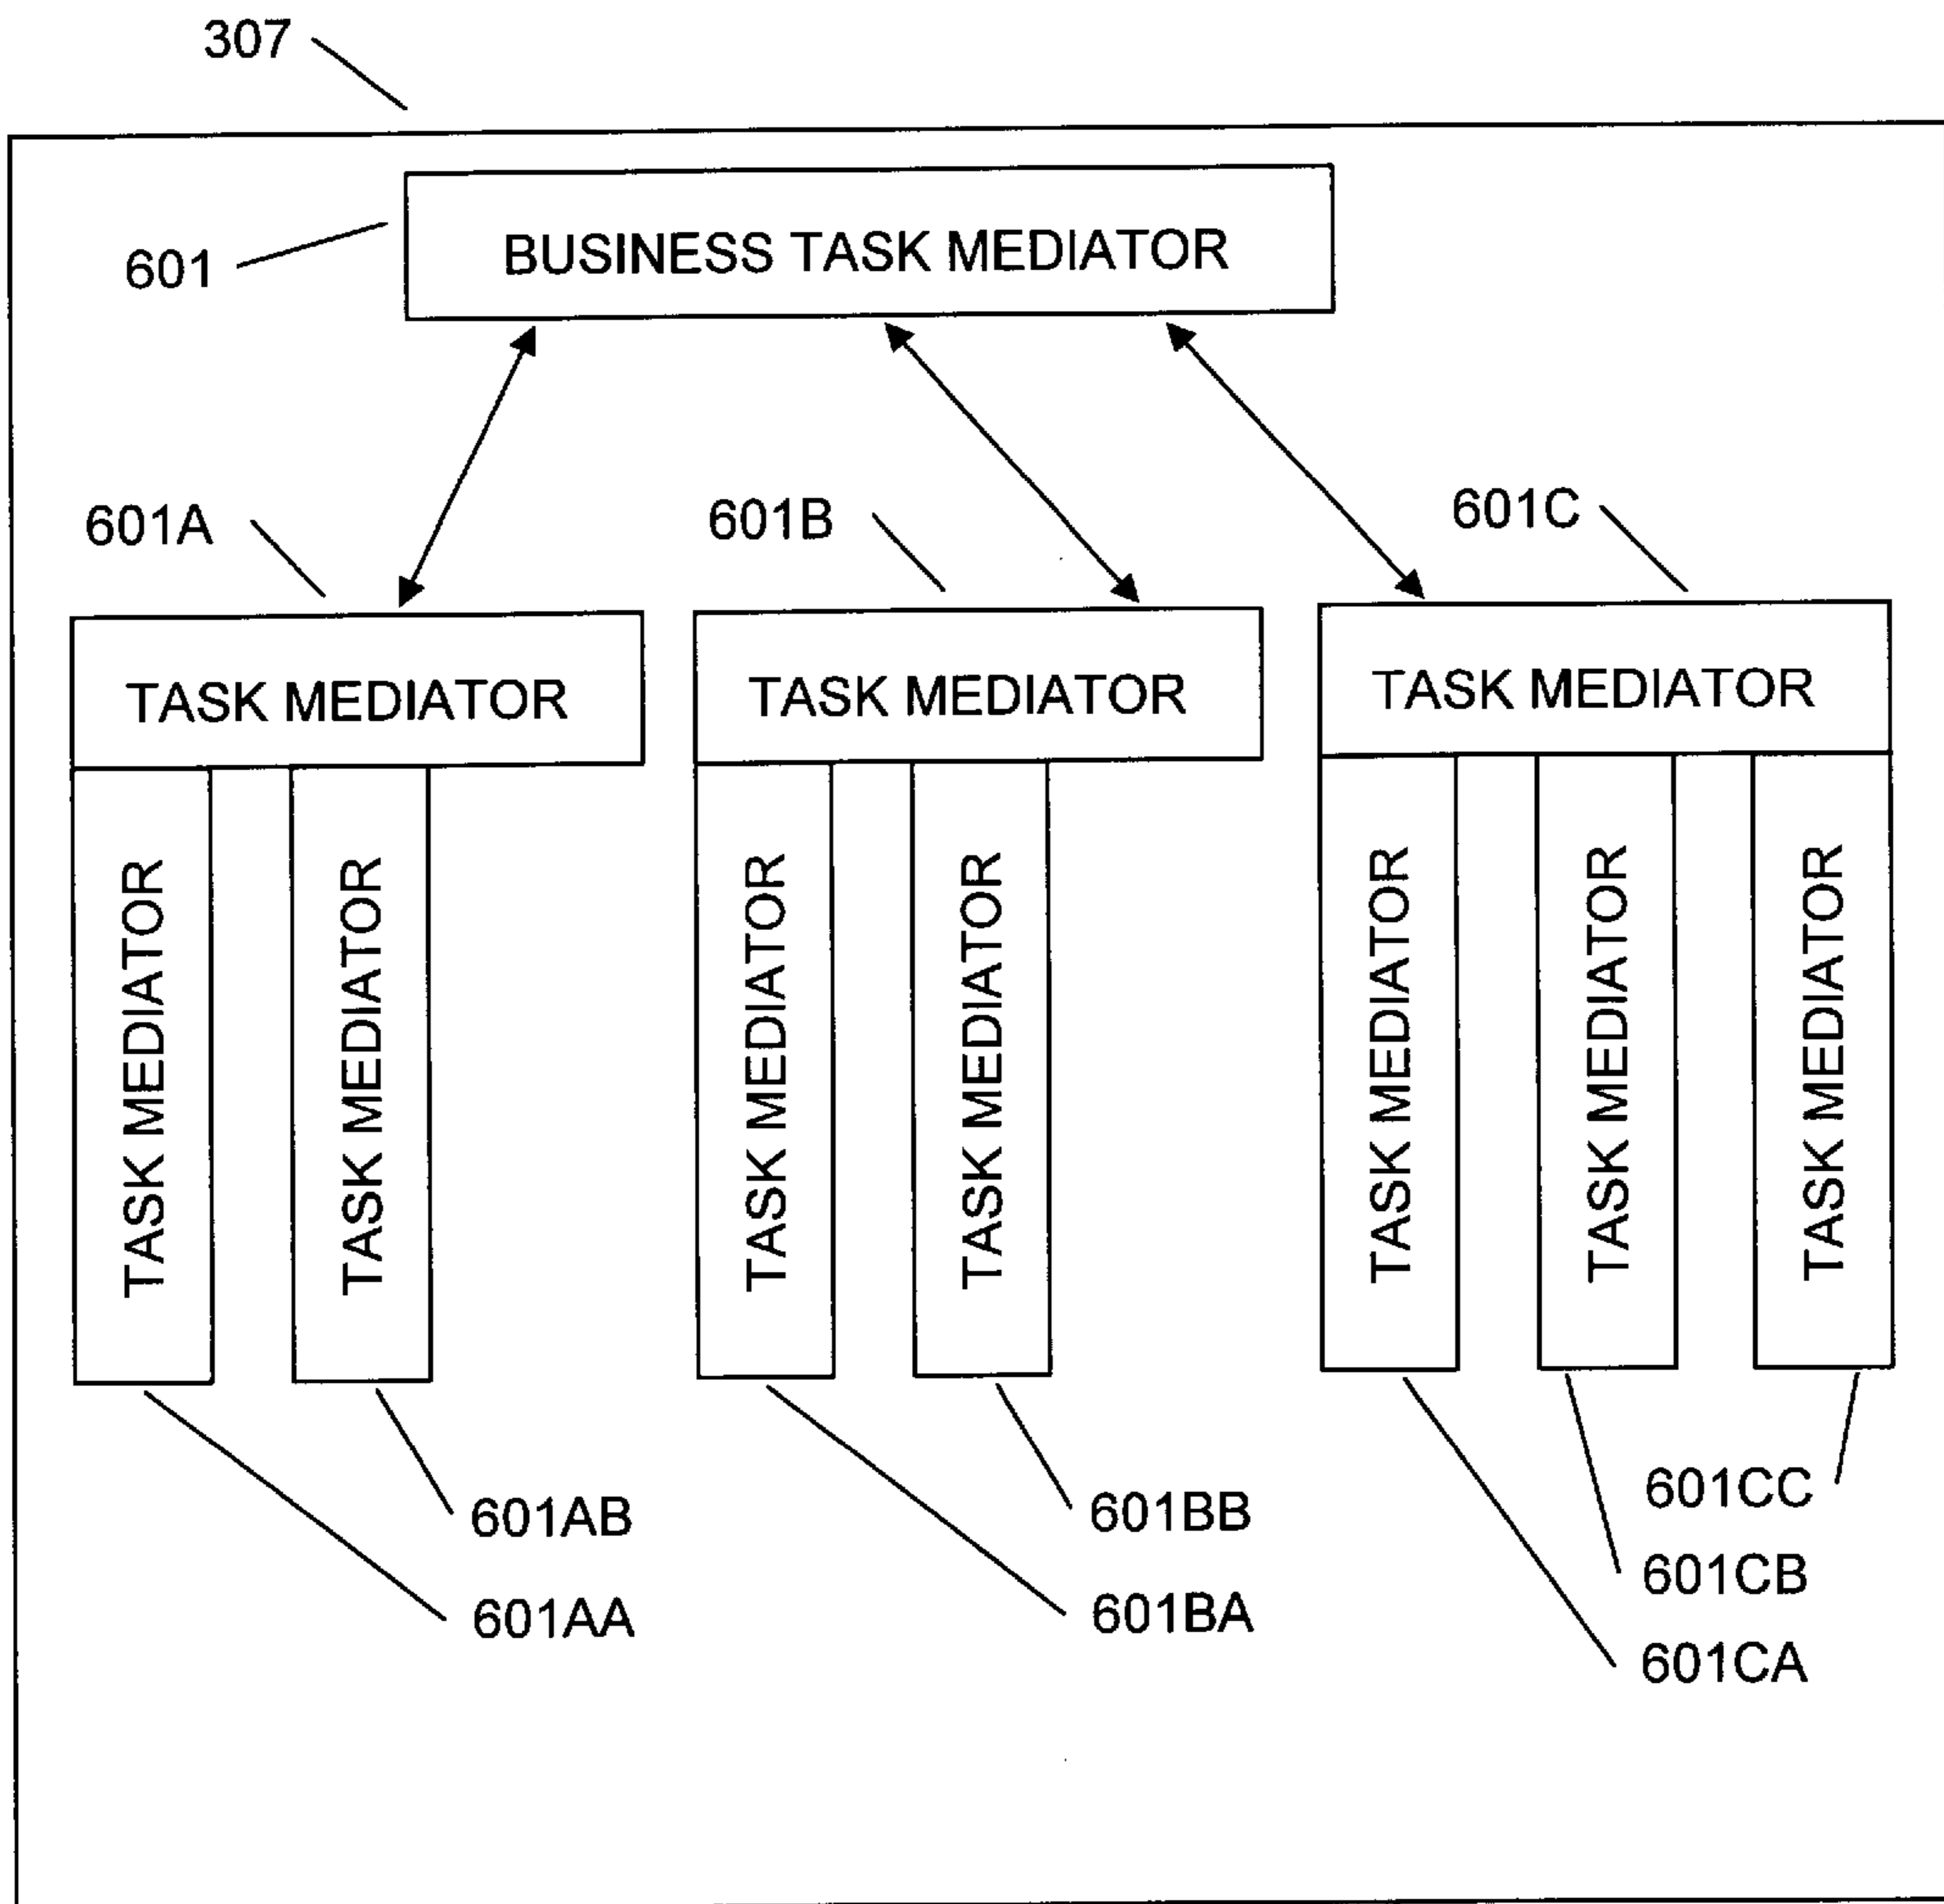 307
601
BUSINESS TASK MEDIATOR
601A
601B
601C
TASK MEDIATOR
TASK MEDIATOR
TASK MEDIATOR
TASK MEDIATOR
TASK MEDIATOR
TASK MEDIATOR
TASK MEDIATOR
TASK MEDIATOR
TASK MEDIATOR
TASK MEDIATOR
601AB
601AA
601BB
601BA
601CC
601CB
601CA